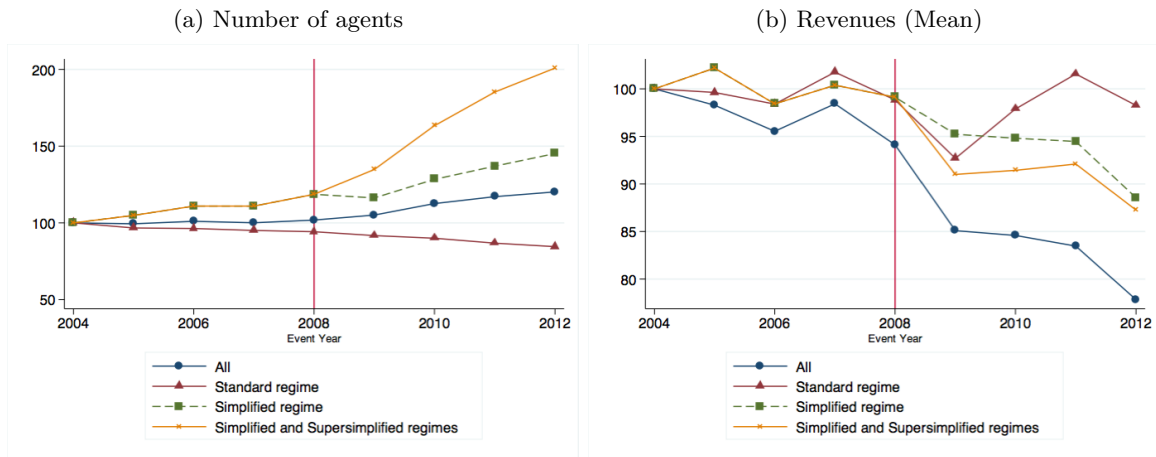 (a) Number of agents
200
150
100
50
2004
2006
2008
2010
2012
Event Year
All
Standard regime
Simplified regime
Simplified and Supersimplified regimes
(b) Revenues (Mean)
100
95
90
85
80
2004
2006
2008
2010
2012
Event Year
All
Standard regime
Simplified regime
Simplified and Supersimplified regimes